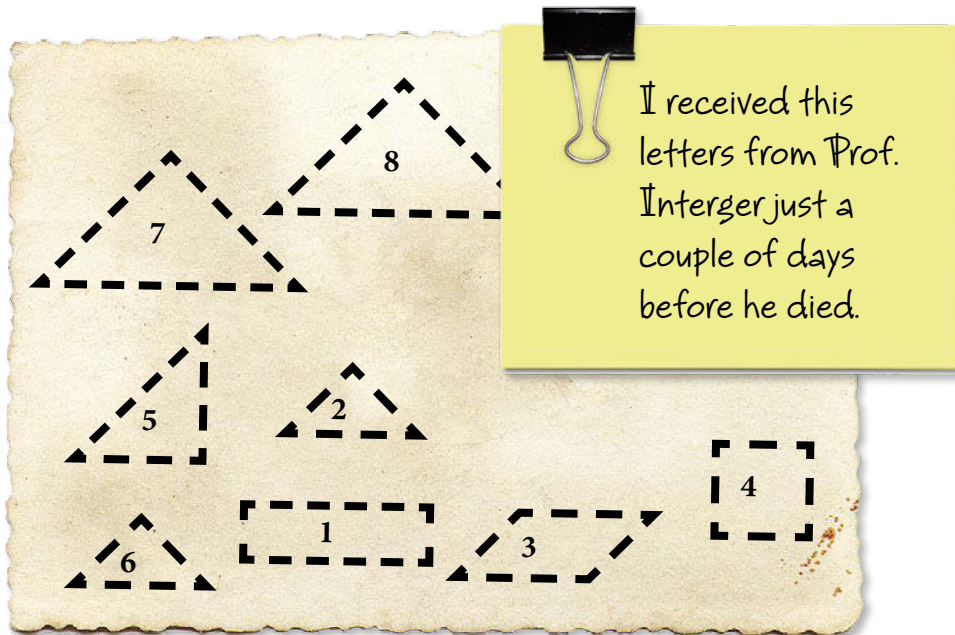 I received this
letters from Prof.
Interger just a
couple of days
before he died.
8
7
5
2
4
1
3
6